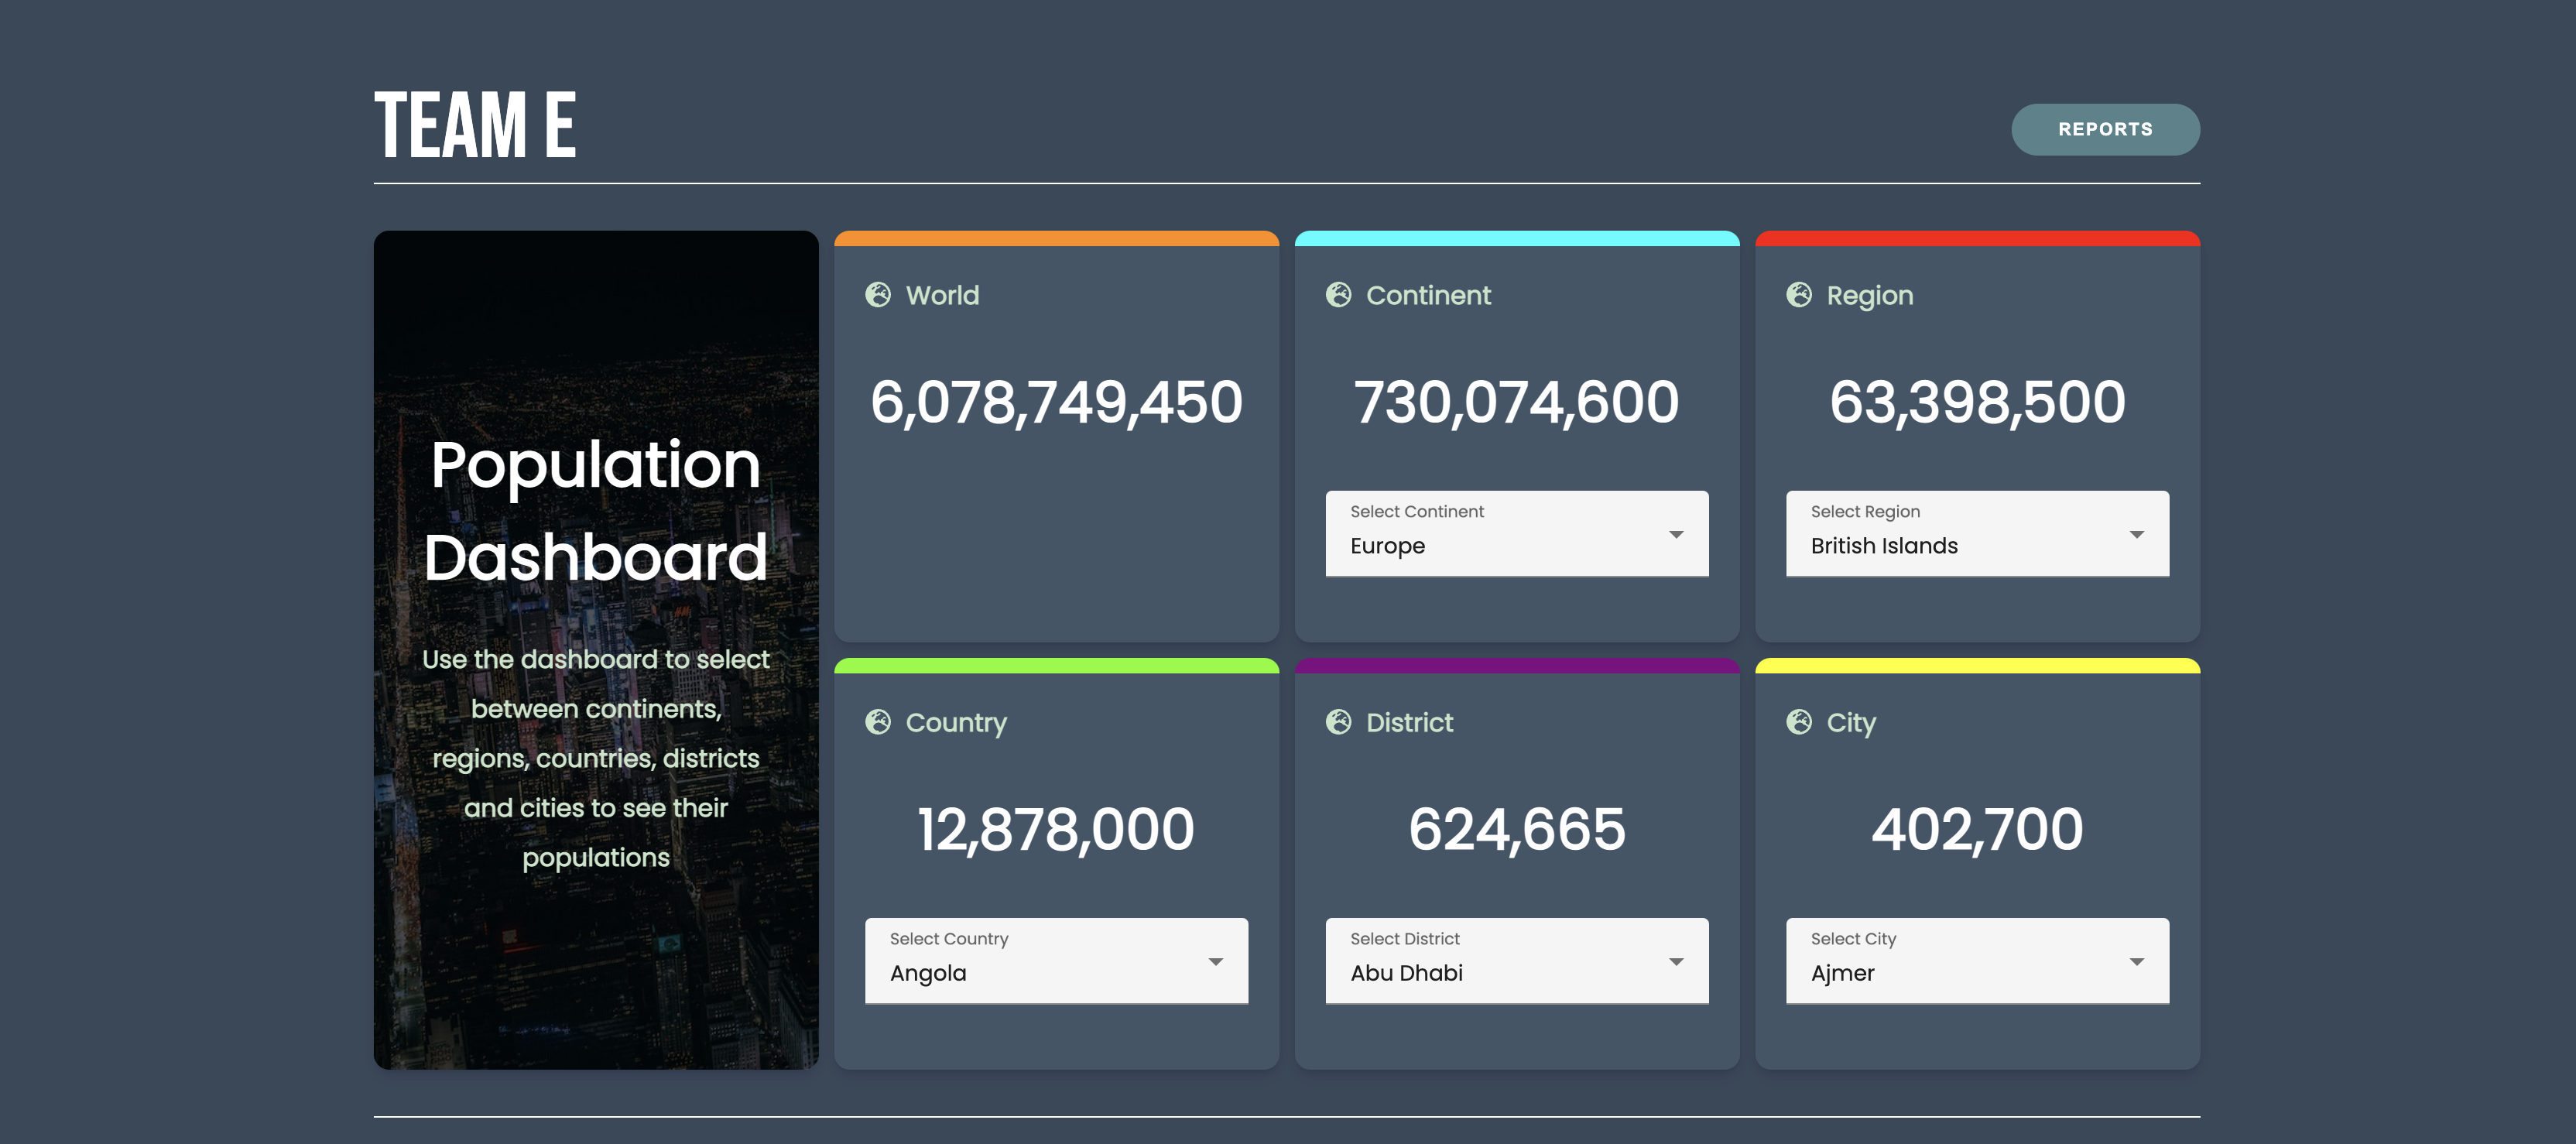 TEAM E
REPORTS
Population
Dashboard
Use the dashboard to select
between continents,
regions, countries, districts
and cities to see their
populations
World
6,078,749,450
Continent
730,074,600
Select Continent
Europe
Region
63,398,500
Select Region
British Islands
Country
12,878,000
Select Country
Angola
District
624,665
Select District
Abu Dhabi
City
402,700
Select City
Ajmer